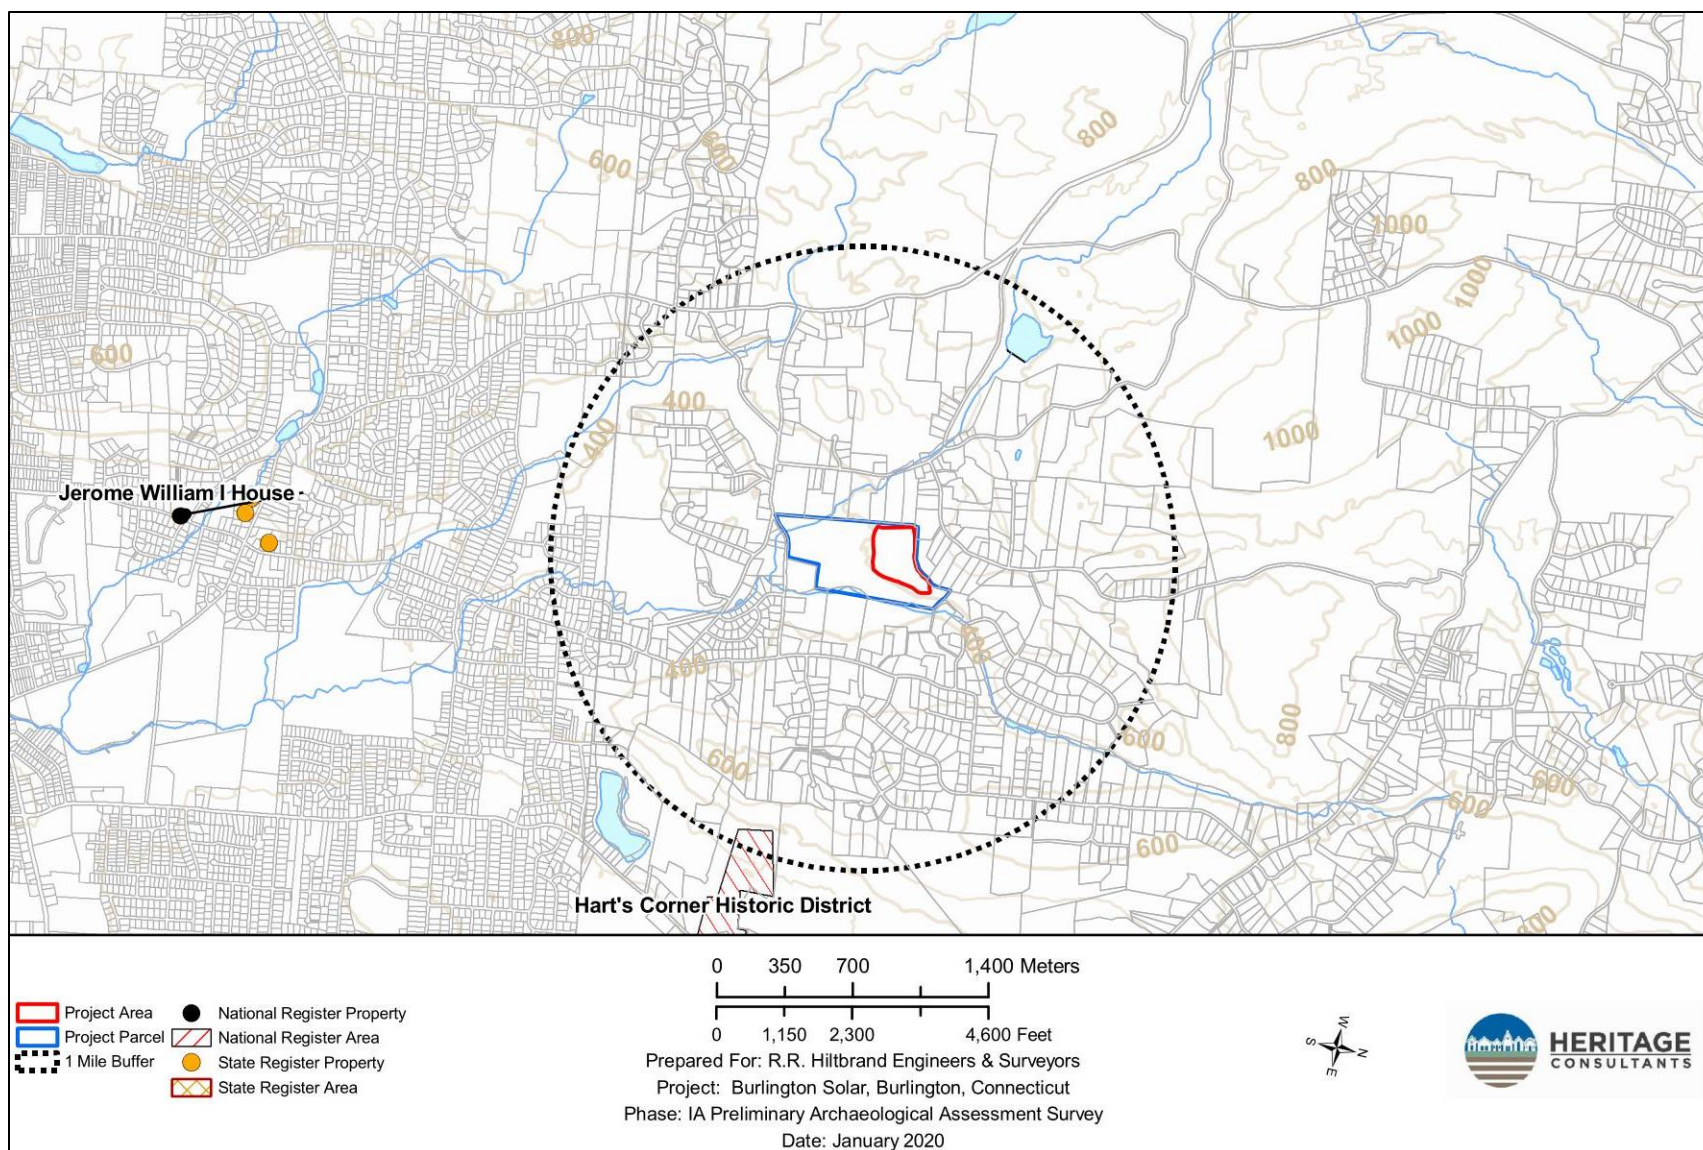 800
800
600
600
800
1000
1000
1000
600
400
400
1000
Jerome William I House
400
400
800
600
600
600
600
600
800
Hart's Corner Historic District
0 350 700 1,400 Meters
0 1,150 2,300 4,600 Feet
Project Area
Project Parcel
1 Mile Buffer
National Register Property
National Register Area
State Register Property
State Register Area
Prepared For: R.R. Hiltbrand Engineers & Surveyors
Project: Burlington Solar, Burlington, Connecticut
Phase: IA Preliminary Archaeological Assessment Survey
Date: January 2020
W
S
N
E
HERITAGE
CONSULTANTS